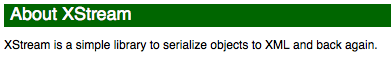 About XStream
XStream is a simple library to serialize objects to XML and back again.